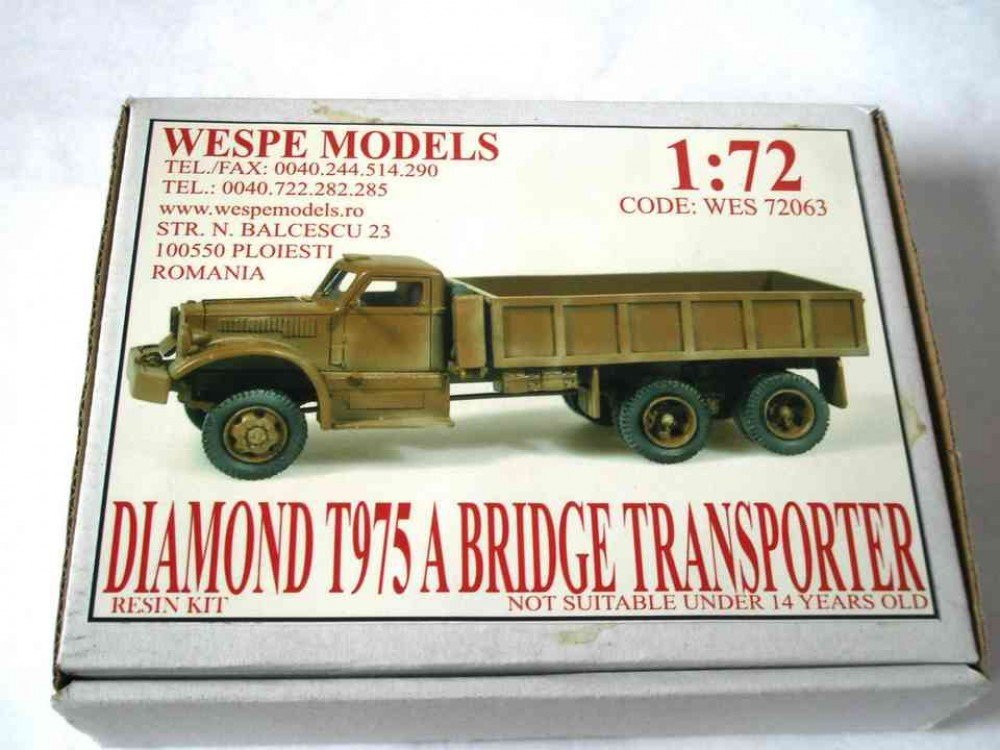 WESPE MODELS
TEL./FAX: 0040.244.514.290
TEL.: 0040.722.282.285
www.wespemodels.ro
STR. N. BALCESCU 23
100550 PLOIESTI
ROMANIA
1:72
CODE: WES 72063
DIAMOND T975 A BRIDGE TRANSPORTER
RESIN KIT
NOT SUITABLE UNDER 14 YEARS OLD